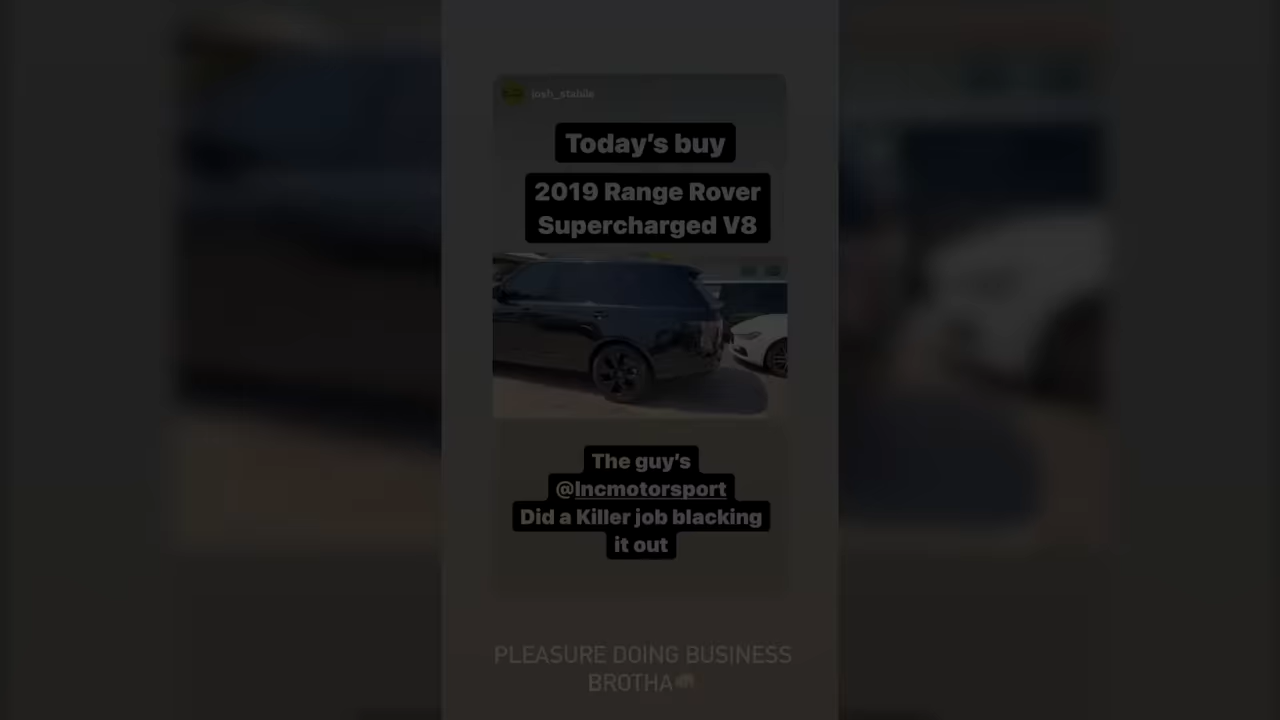 josh_stabile
Today's buy
2019 Range Rover
Supercharged V8
The guy's
@lncmotorsport
Did a Killer job blacking
it out
PLEASURE DOING BUSINESS
BROTHA